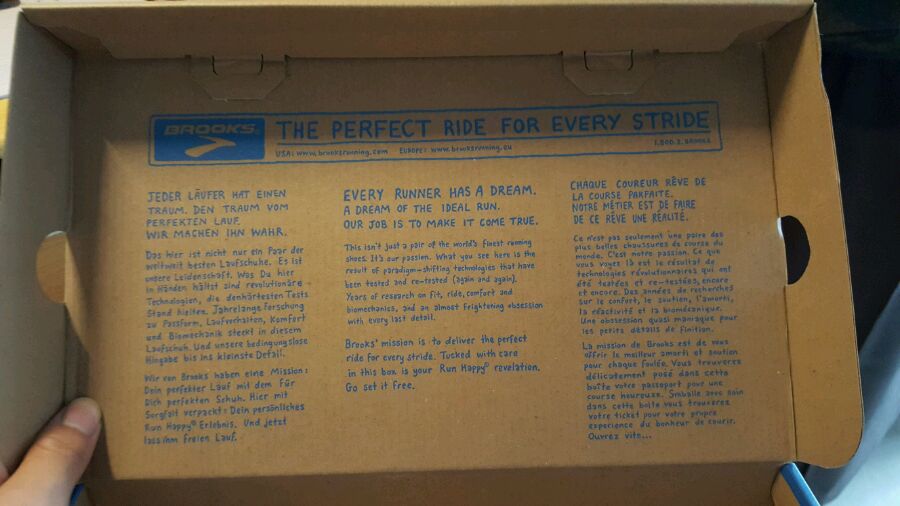 BROOKS
THE PERFECT RIDE FOR EVERY STRIDE
USA: www.brooksrunning.com EUROPE: www.brooksrunning.eu
1.800.2.BROOKS
JEDER LÄUFER HAT EINEN
TRAUM. DEN TRAUM VOM
PERFEKTEN LAUF.
WIR MACHEN IHN WAHR.
Das hier ist nicht nur ein Paar der
weltweit besten Laufschuhe. Es ist
unsere Leidenschaft. Was Du hier
in Händen hältst sind revolutionäre
Technologien, die denhärtesten Tests
Stand hielten. Jahrelange Forschung
zu Passform, Laufverhalten, Komfort
und Biomechanik steckt in diesem
Laufschuh. Und unsere bedingungslose
Hingabe bis ins kleinste Detail.
Wir von Brooks haben eine Mission:
Dein perfekter Lauf mit dem für
Dich perfekten Schuh. Hier mit
Sorgfalt verpackt: Dein persönliches
Run Happy® Erlebnis. Und jetzt
lass ihm freien Lauf.
EVERY RUNNER HAS A DREAM.
A DREAM OF THE IDEAL RUN.
OUR JOB IS TO MAKE IT COME TRUE.
This isn't just a pair of the world's finest running
shoes. It's our passion. What you see here is the
result of paradigm-shifting technologies that have
been tested and re-tested (again and again).
Years of research on fit, ride, comfort and
biomechanics, and an almost frightening obsession
with every last detail.
Brooks' mission is to deliver the perfect
ride for every stride. Tucked with care
in this box is your Run Happy® revelation.
Go set it free.
CHAQUE COUREUR RÊVE DE
LA COURSE PARFAITE.
NOTRE MÉTIER EST DE FAIRE
DE CE RÊVE UNE RÉALITÉ.
Ce n'est pas seulement une paire des
plus belles chaussures de course du
monde. C'est notre passion. Ce que
vous voyez là est le résultat de
technologies révolutionnaires qui ont
été testées et re-testées, encore
et encore. Des années de recherches
sur le confort, le soutien, l'amorti,
la réactivité et la biomécanique.
Une obsession quasi maniaque pour
les petits détails de finition.
La mission de Brooks est de vous
offrir le meilleur amorti et soutien
pour chaque foulée. Vous trouverez
délicatement posé dans cette
boîte votre passeport pour une
course heureuse. Emballé avec soin
dans cette boîte vous trouverez
votre ticket pour votre propre
experience du bonheur de courir.
Ouvrez vite...